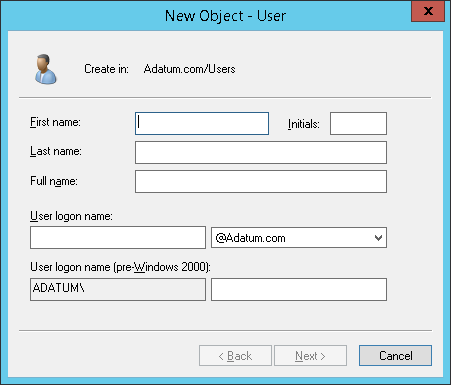 New Object - User
x
Create in: Adatum.com/Users
First name: Initials:
Last name:
Full name:
User logon name:
@Adatum.com
User logon name (pre-Windows 2000):
ADATUM\
< Back Next > Cancel